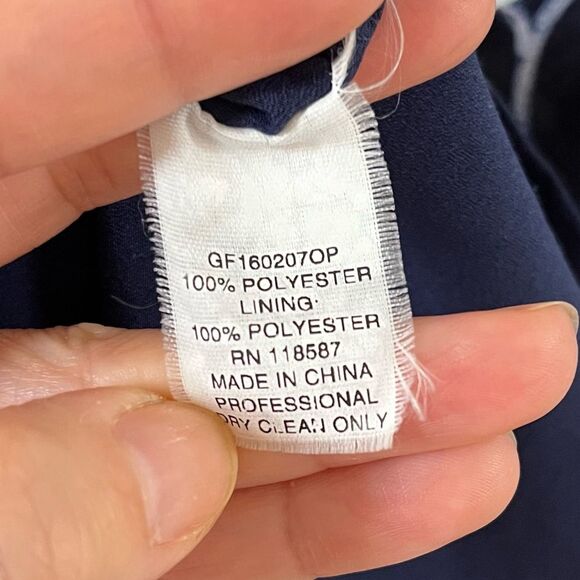 GF160207OP
100% POLYESTER
LINING:
100% POLYESTER
RN 118587
MADE IN CHINA
PROFESSIONAL
DRY CLEAN ONLY